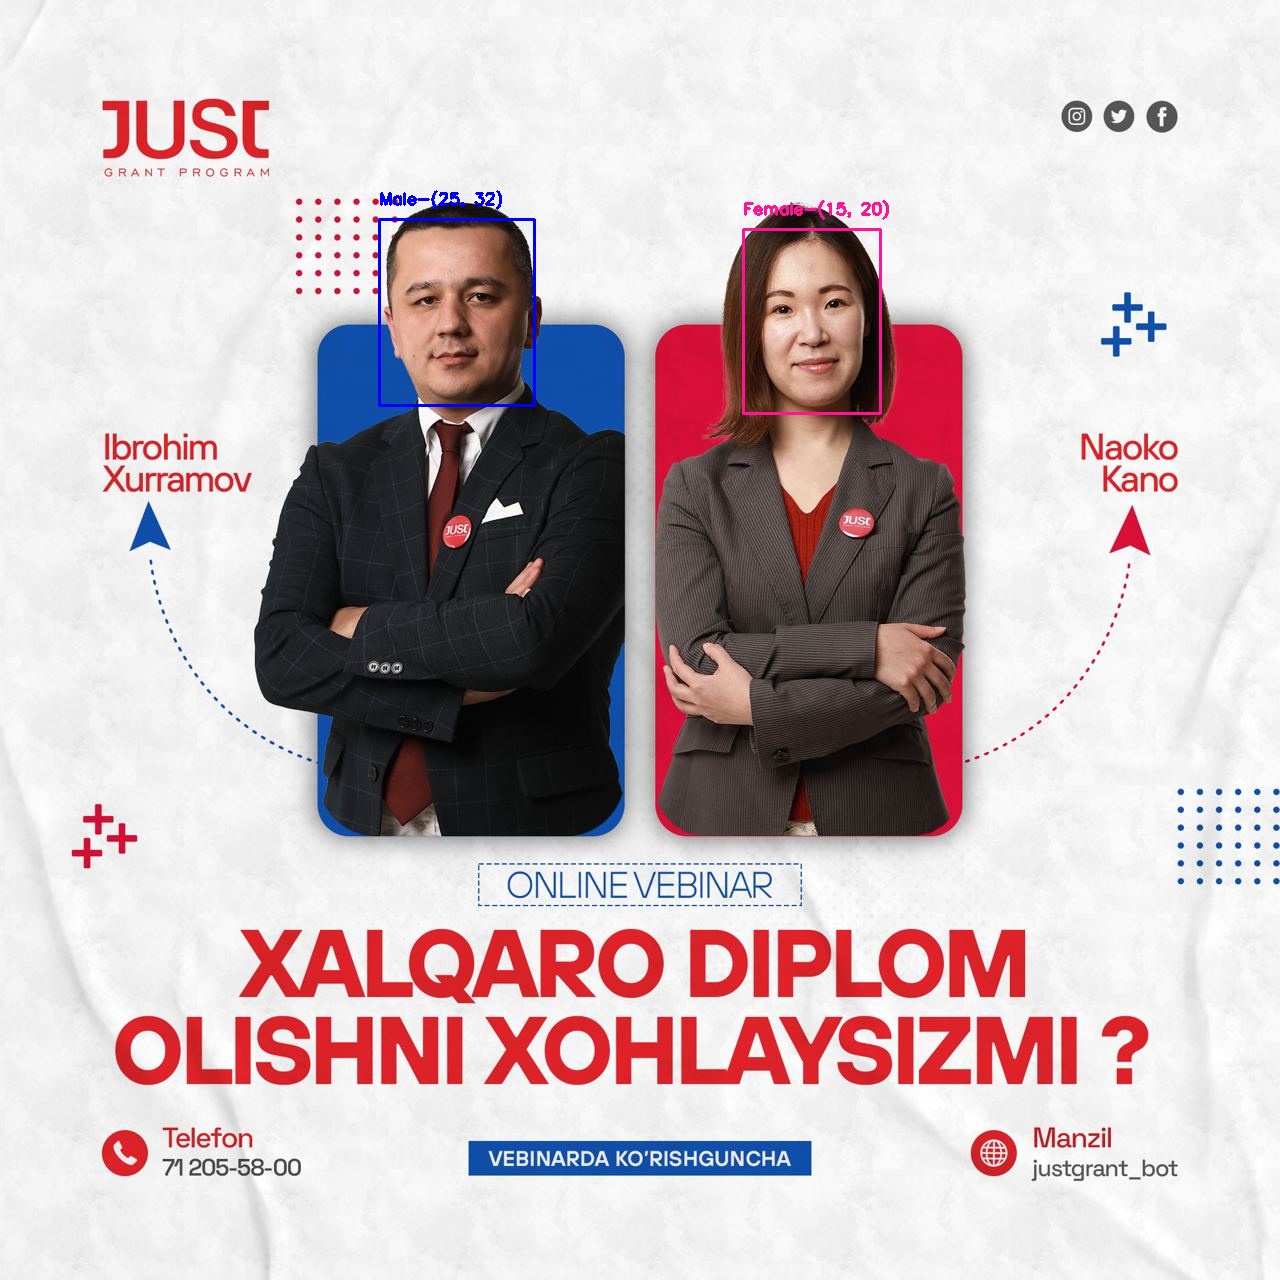 JUST
GRANT PROGRAM
Male-(25, 32)
Female-(15, 20)
Ibrohim
Xurramov
Naoko
Kano
JUST
JUST
ONLINE VEBINAR
XALQARO DIPLOM
OLISHNI XOHLAYSIZMI ?
Telefon
71 205-58-00
VEBINARDA KO‘RISHGUNCHA
Manzil
justgrant_bot